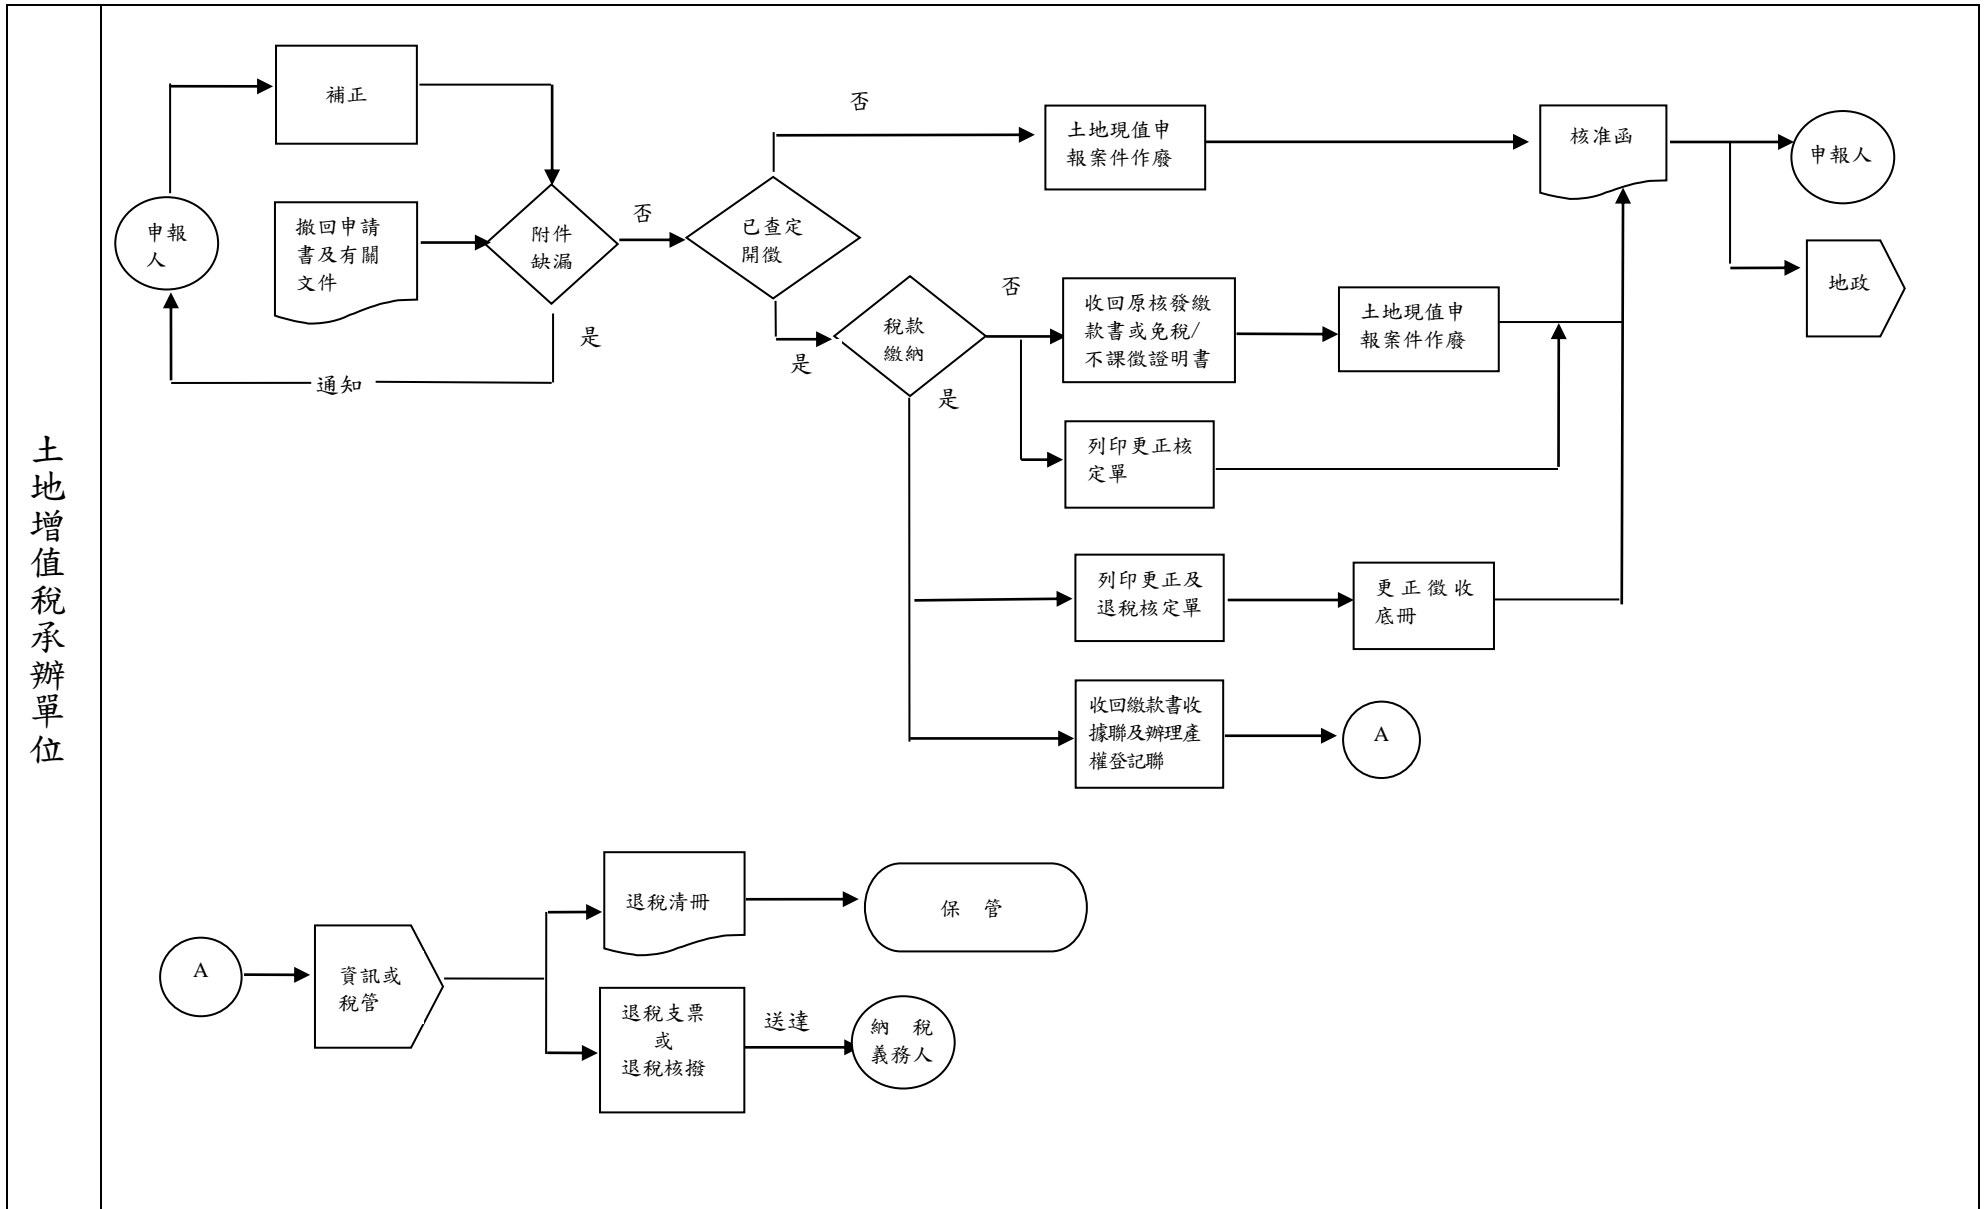 土地增值稅承辦單位
補正
申報
人
撤回申請
書及有關
文件
附件
缺漏
是
通知
否
已查定
開徵
否
土地現值申
報案件作廢
核准函
申報人
地政
是
稅款
繳納
否
收回原核發繳
款書或免稅/
不課徵證明書
土地現值申
報案件作廢
列印更正核
定單
是
列印更正及
退稅核定單
更正徵收
底冊
收回繳款書收
據聯及辦理產
權登記聯
A
A
資訊或
稅管
退稅清冊
保 管
退稅支票
或
退稅核撥
送達
納 稅
義務人